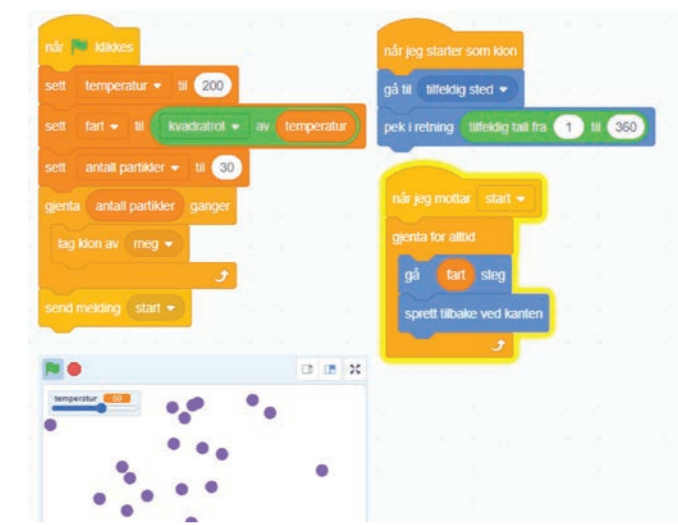 når klikkes
sett temperatur til 200
sett fart til kvadratrot av temperatur
sett antall partikler til 30
gjenta antall partikler ganger
lag klon av meg
send melding start
når jeg starter som klon
gå til tilfeldig sted
pek i retning tilfeldig tall fra 1 til 360
når jeg mottar start
gjenta for alltid
gå fart steg
sprett tilbake ved kanten
temperatur